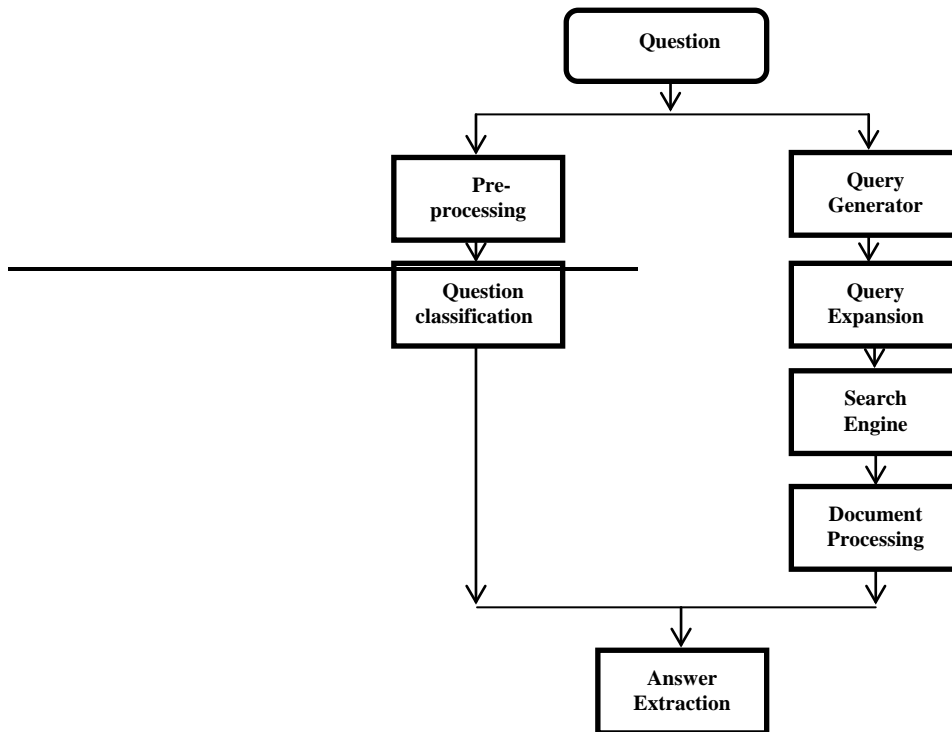 Question
Pre-
processing
Question
classification
Query
Generator
Query
Expansion
Search
Engine
Document
Processing
Answer
Extraction